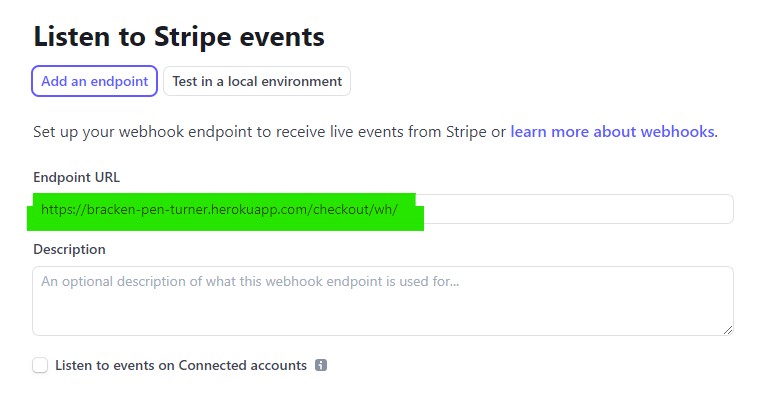 Listen to Stripe events
Add an endpoint
Test in a local environment
Set up your webhook endpoint to receive live events from Stripe or learn more about webhooks.
Endpoint URL
https://bracken-pen-turner.herokuapp.com/checkout/wh/
Description
An optional description of what this webhook endpoint is used for...
Listen to events on Connected accounts